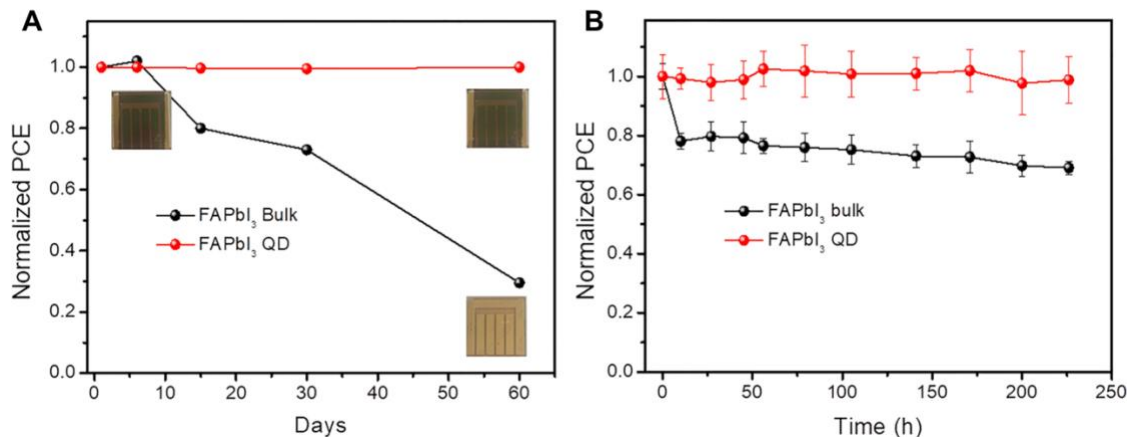 A
Normalized PCE
1.0
0.8
0.6
0.4
0.2
0.0
FAPbI₃ Bulk
FAPbI₃ QD
0 10 20 30 40 50 60
Days
B
Normalized PCE
1.0
0.8
0.6
0.4
0.2
0.0
FAPbI₃ bulk
FAPbI₃ QD
0 50 100 150 200 250
Time (h)